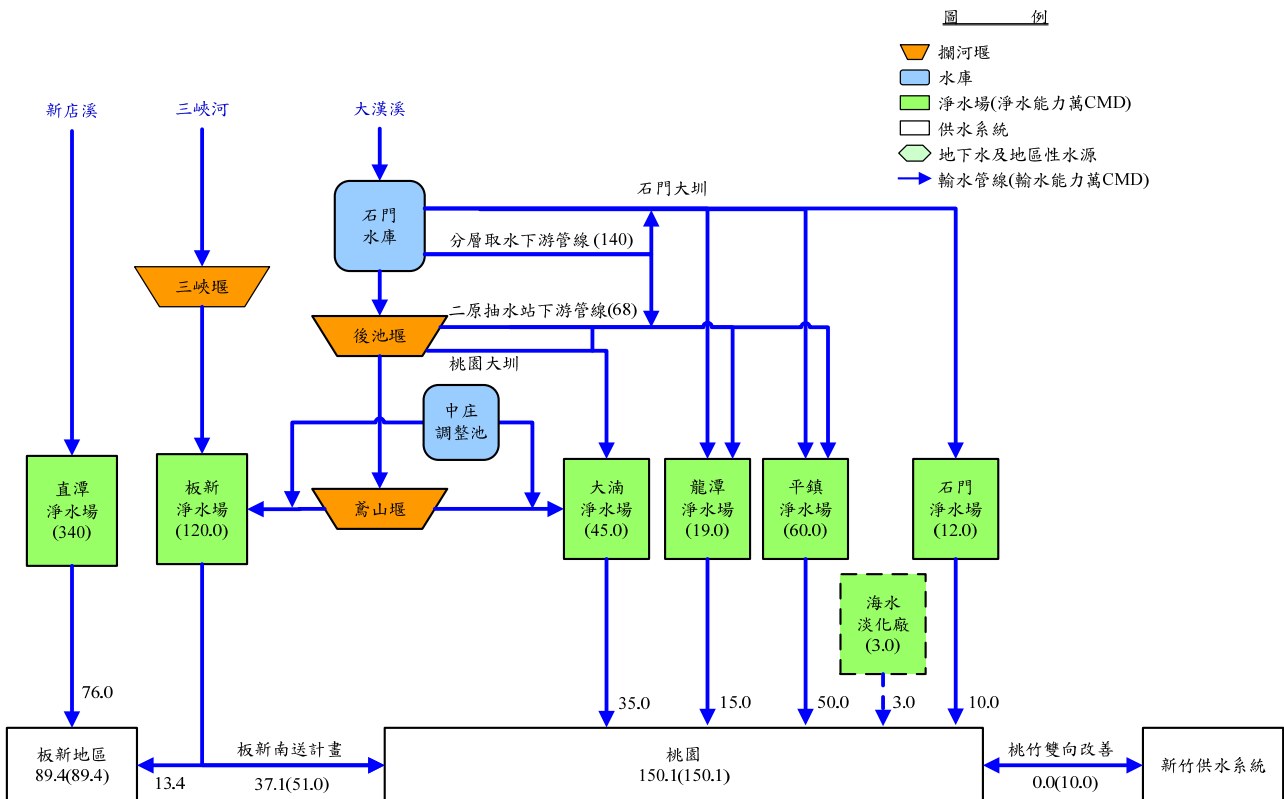 圖 例
攔河堰
水庫
淨水場(淨水能力萬CMD)
供水系統
地下水及地區性水源
輸水管線(輸水能力萬CMD)
新店溪
三峽河
大漢溪
石門大圳
石門
水庫
分層取水下游管線(140)
三峽堰
二原抽水站下游管線(68)
後池堰
桃園大圳
中庄
調整池
直潭
淨水場
(340)
板新
淨水場
(120.0)
鳶山堰
大湳
淨水場
(45.0)
龍潭
淨水場
(19.0)
平鎮
淨水場
(60.0)
石門
淨水場
(12.0)
海水
淡化廠
(3.0)
76.0
35.0
15.0
50.0
3.0
10.0
板新地區
89.4(89.4)
13.4
板新南送計畫
37.1(51.0)
桃園
150.1(150.1)
桃竹雙向改善
0.0(10.0)
新竹供水系統